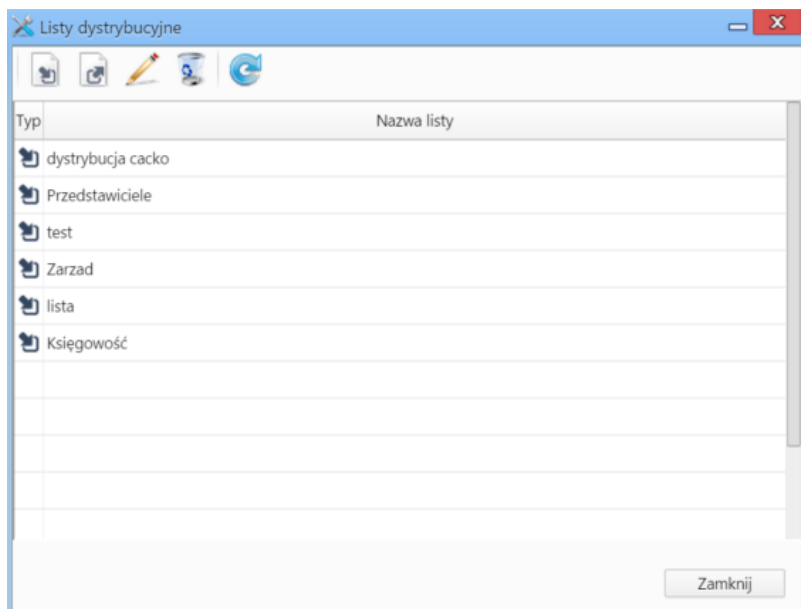 Listy dystrybucyjne
Typ Nazwa listy
dystrybucja cacko
Przedstawiciele
test
Zarzad
lista
Księgowość
Zamknij